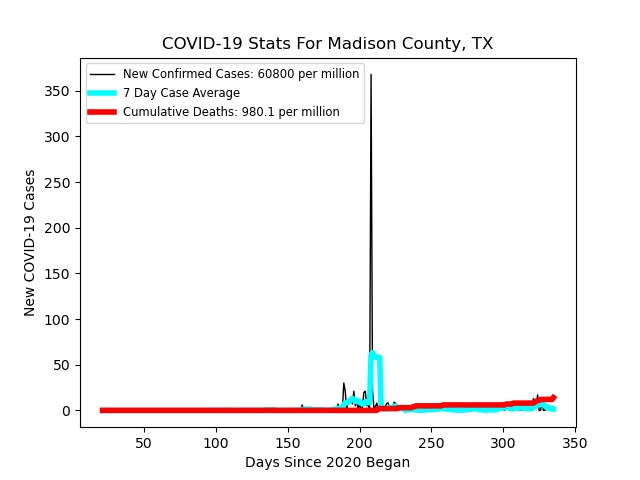 COVID-19 Stats For Madison County, TX
New Confirmed Cases: 60800 per million
7 Day Case Average
Cumulative Deaths: 980.1 per million
New COVID-19 Cases
350
300
250
200
150
100
50
0
50
100
150
200
250
300
350
Days Since 2020 Began